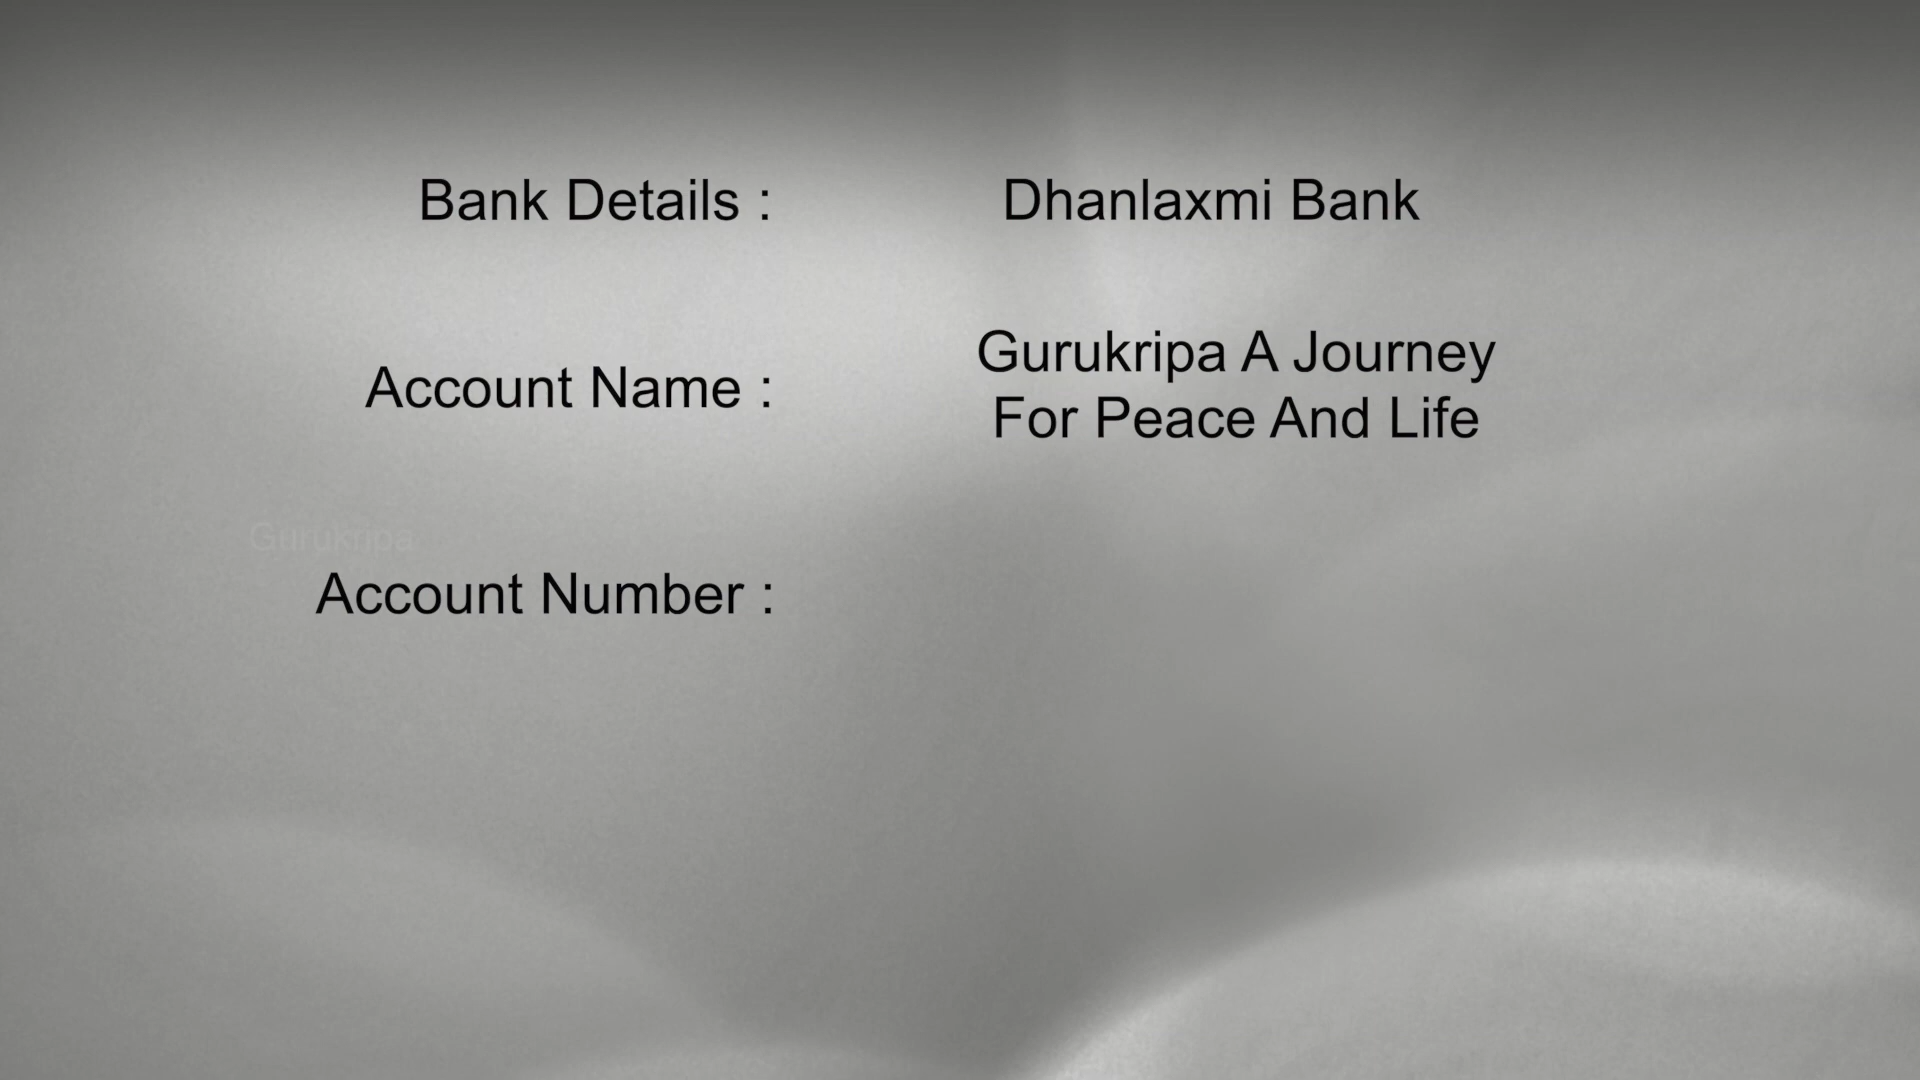 Bank Details : Dhanlaxmi Bank
Account Name : Gurukripa A Journey
For Peace And Life
Gurukripa
Account Number :